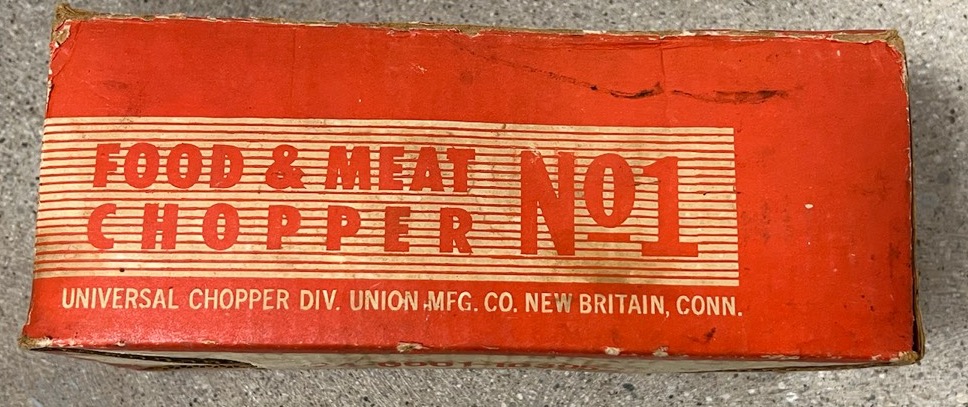 FOOD & MEAT
CHOPPER
No1
UNIVERSAL CHOPPER DIV. UNION MFG. CO. NEW BRITAIN, CONN.